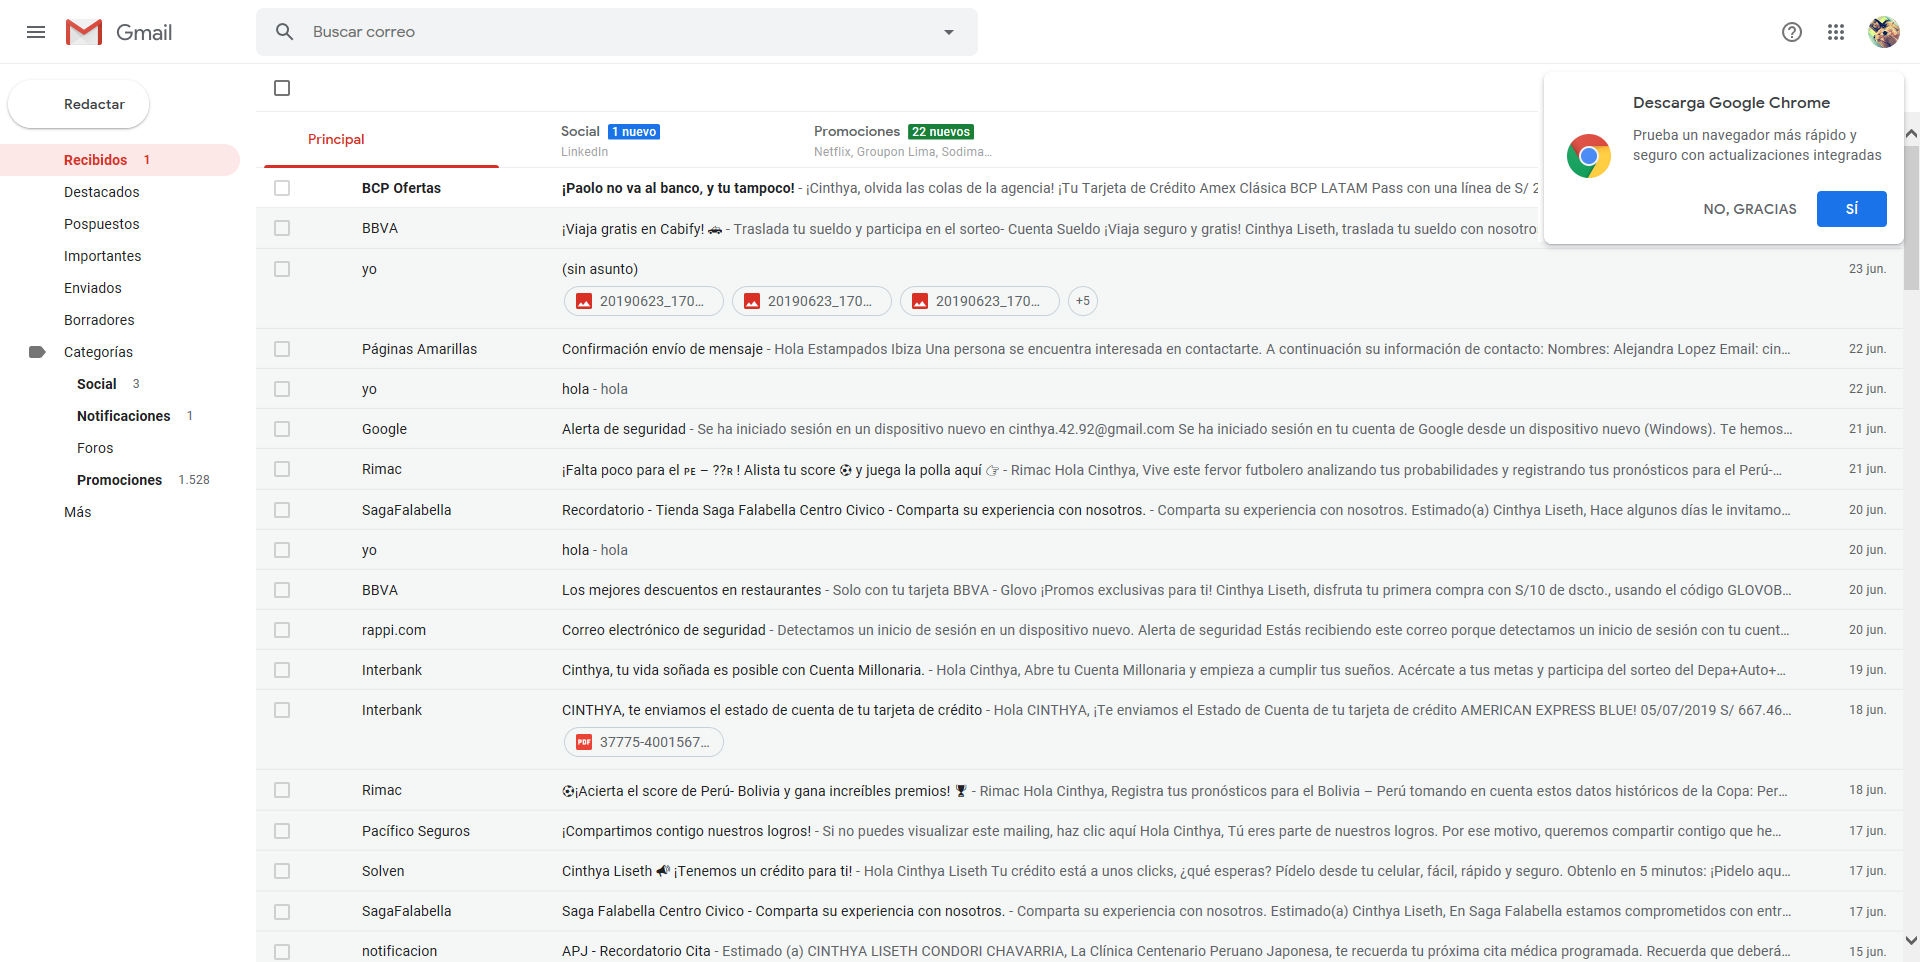 Gmail
Buscar correo
Redactar
Recibidos 1
Destacados
Pospuestos
Importantes
Enviados
Borradores
Categorías
Social 3
Notificaciones 1
Foros
Promociones 1.528
Más
Principal
Social 1 nuevo
LinkedIn
Promociones 22 nuevos
Netflix, Groupon Lima, Sodima…
Descarga Google Chrome
Prueba un navegador más rápido y
seguro con actualizaciones integradas
NO, GRACIAS SÍ
BCP Ofertas ¡Paolo no va al banco, y tu tampoco! - ¡Cinthya, olvida las colas de la agencia! ¡Tu Tarjeta de Crédito Amex Clásica BCP LATAM Pass con una línea de S/ 2
BBVA ¡Viaja gratis en Cabify! 🚗 - Traslada tu sueldo y participa en el sorteo- Cuenta Sueldo ¡Viaja seguro y gratis! Cinthya Liseth, traslada tu sueldo con nosotro
yo (sin asunto) 23 jun.
20190623_170… 20190623_170… 20190623_170… +5
Páginas Amarillas Confirmación envío de mensaje - Hola Estampados Ibiza Una persona se encuentra interesada en contactarte. A continuación su información de contacto: Nombres: Alejandra Lopez Email: cin… 22 jun.
yo hola - hola 22 jun.
Google Alerta de seguridad - Se ha iniciado sesión en un dispositivo nuevo en cinthya.42.92@gmail.com Se ha iniciado sesión en tu cuenta de Google desde un dispositivo nuevo (Windows). Te hemos… 21 jun.
Rimac ¡Falta poco para el ᴘᴇ – ??ʀ ! Alista tu score ⚽ y juega la polla aquí 👉 - Rimac Hola Cinthya, Vive este fervor futbolero analizando tus probabilidades y registrando tus pronósticos para el Perú-… 21 jun.
SagaFalabella Recordatorio - Tienda Saga Falabella Centro Civico - Comparta su experiencia con nosotros. - Comparta su experiencia con nosotros. Estimado(a) Cinthya Liseth, Hace algunos días le invitamo… 20 jun.
yo hola - hola 20 jun.
BBVA Los mejores descuentos en restaurantes - Solo con tu tarjeta BBVA - Glovo ¡Promos exclusivas para ti! Cinthya Liseth, disfruta tu primera compra con S/10 de dscto., usando el código GLOVOB… 20 jun.
rappi.com Correo electrónico de seguridad - Detectamos un inicio de sesión en un dispositivo nuevo. Alerta de seguridad Estás recibiendo este correo porque detectamos un inicio de sesión con tu cuent… 20 jun.
Interbank Cinthya, tu vida soñada es posible con Cuenta Millonaria. - Hola Cinthya, Abre tu Cuenta Millonaria y empieza a cumplir tus sueños. Acércate a tus metas y participa del sorteo del Depa+Auto+… 19 jun.
Interbank CINTHYA, te enviamos el estado de cuenta de tu tarjeta de crédito - Hola CINTHYA, ¡Te enviamos el Estado de Cuenta de tu tarjeta de crédito AMERICAN EXPRESS BLUE! 05/07/2019 S/ 667.46… 18 jun.
PDF 37775-4001567…
Rimac ⚽¡Acierta el score de Perú- Bolivia y gana increíbles premios! 🏆 - Rimac Hola Cinthya, Registra tus pronósticos para el Bolivia – Perú tomando en cuenta estos datos históricos de la Copa: Per… 18 jun.
Pacífico Seguros ¡Compartimos contigo nuestros logros! - Si no puedes visualizar este mailing, haz clic aquí Hola Cinthya, Tú eres parte de nuestros logros. Por ese motivo, queremos compartir contigo que he… 17 jun.
Solven Cinthya Liseth 📣 ¡Tenemos un crédito para ti! - Hola Cinthya Liseth Tu crédito está a unos clicks, ¿qué esperas? Pídelo desde tu celular, fácil, rápido y seguro. Obtenlo en 5 minutos: ¡Pidelo aqu… 17 jun.
SagaFalabella Saga Falabella Centro Civico - Comparta su experiencia con nosotros. - Comparta su experiencia con nosotros. Estimado(a) Cinthya Liseth, En Saga Falabella estamos comprometidos con entr… 17 jun.
notificacion APJ - Recordatorio Cita - Estimado (a) CINTHYA LISETH CONDORI CHAVARRIA, La Clínica Centenario Peruano Japonesa, te recuerda tu próxima cita médica programada. Recuerda que deberá… 15 jun.